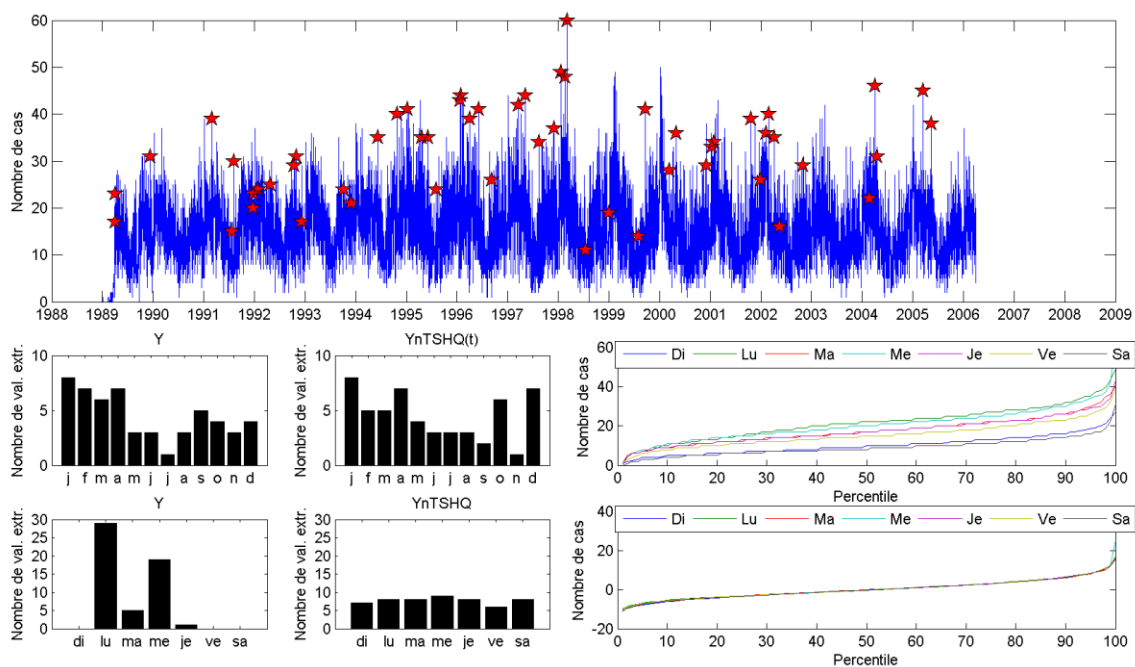 Nombre de cas
60
50
40
30
20
10
0
1988 1989 1990 1991 1992 1993 1994 1995 1996 1997 1998 1999 2000 2001 2002 2003 2004 2005 2006 2007 2008 2009
Y
Nombre de val. extr.
10
5
0
j f m a m j j a s o n d
YnTSHQ(t)
Nombre de val. extr.
10
5
0
j f m a m j j a s o n d
Nombre de cas
60
40
20
0
Di Lu Ma Me Je Ve Sa
0 10 20 30 40 50 60 70 80 90 100
Percentile
Y
Nombre de val. extr.
30
25
20
15
10
5
0
di lu ma me je ve sa
YnTSHQ
Nombre de val. extr.
30
25
20
15
10
5
0
di lu ma me je ve sa
Nombre de cas
40
20
0
-20
Di Lu Ma Me Je Ve Sa
0 10 20 30 40 50 60 70 80 90 100
Percentile